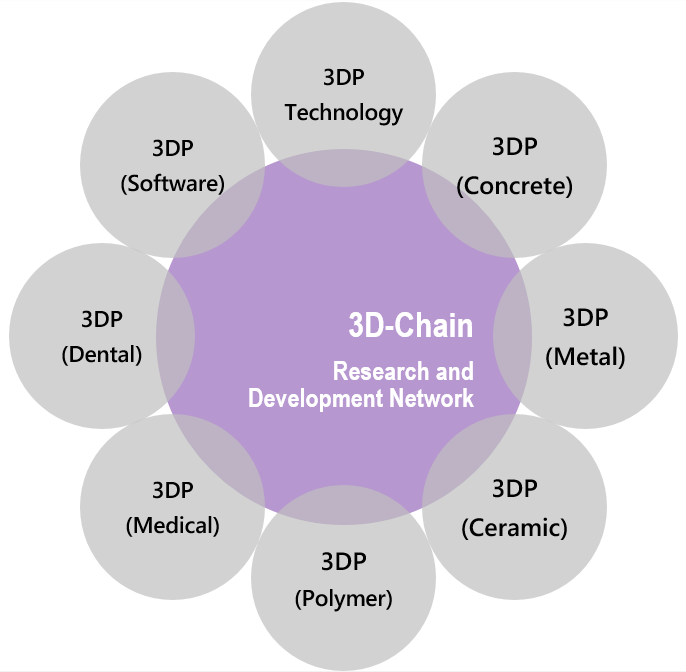 3DP
Technology
3DP
(Concrete)
3DP
(Metal)
3DP
(Ceramic)
3DP
(Polymer)
3DP
(Medical)
3DP
(Dental)
3DP
(Software)
3D-Chain
Research and
Development Network